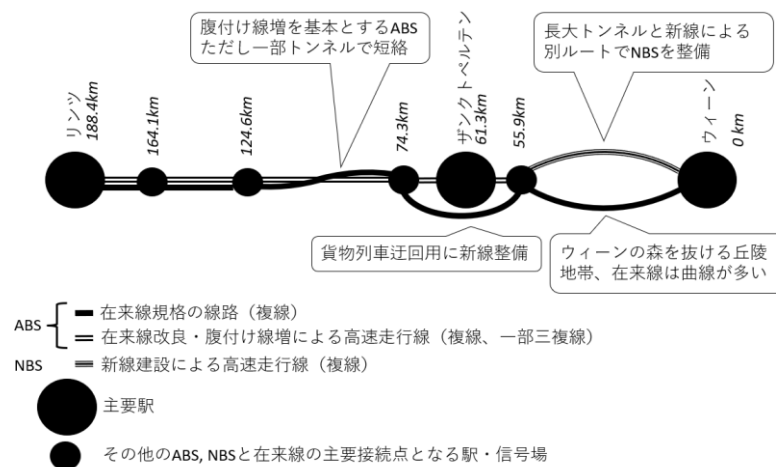 腹付け線増を基本とするABS
ただし一部トンネルで短絡
長大トンネルと新線による
別ルートでNBSを整備
リンツ
188.4km
164.1km
124.6km
74.3km
ザンクトペルテン
61.3km
55.9km
ウィーン
0 km
貨物列車迂回用に新線整備
ウィーンの森を抜ける丘陵
地帯、在来線は曲線が多い
ABS
在来線規格の線路（複線）
在来線改良・腹付け線増による高速走行線（複線、一部三複線）
NBS 新線建設による高速走行線（複線）
主要駅
その他のABS, NBSと在来線の主要接続点となる駅・信号場